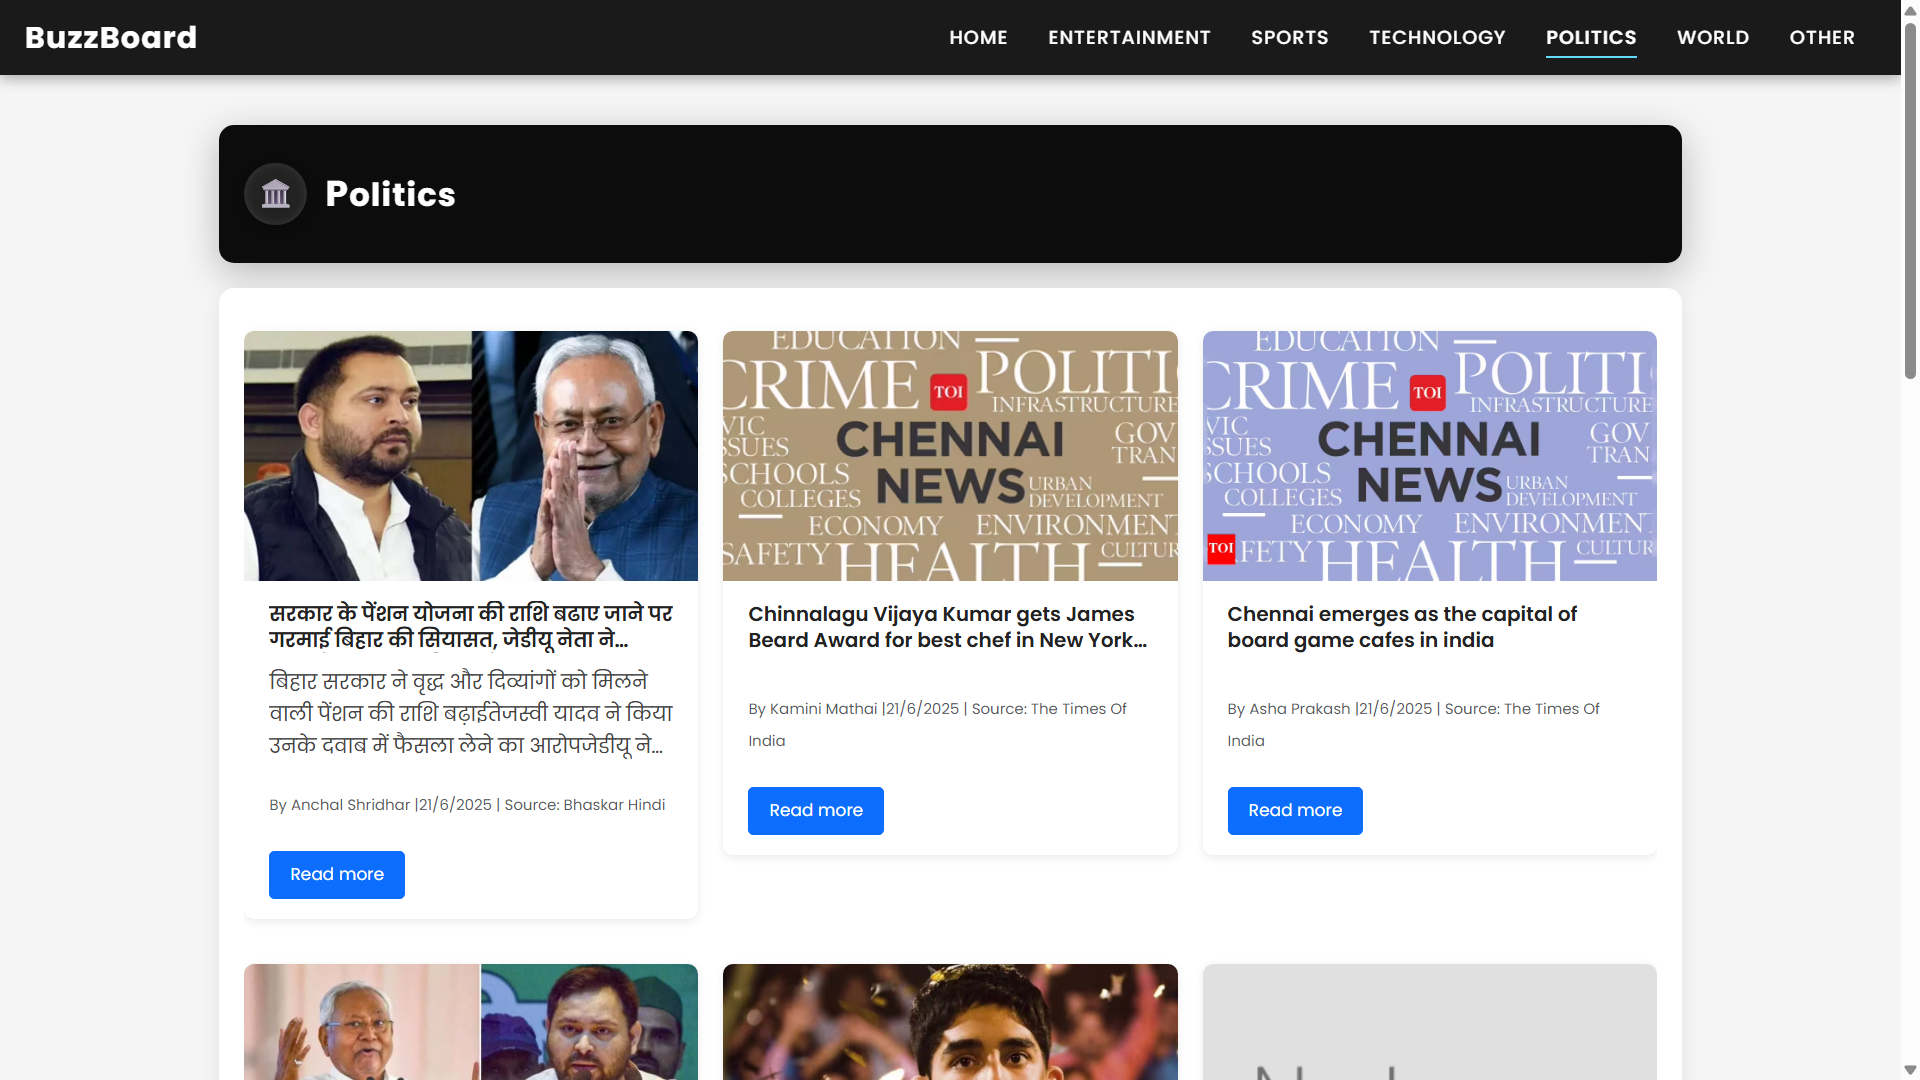 BuzzBoard
HOME ENTERTAINMENT SPORTS TECHNOLOGY POLITICS WORLD OTHER
Politics
सरकार के पेंशन योजना की राशि बढाए जाने पर
गरमाई बिहार की सियासत, जेडीयू नेता ने...
बिहार सरकार ने वृद्ध और दिव्यांगों को मिलने
वाली पेंशन की राशि बढ़ाईतेजस्वी यादव ने किया
उनके दवाब में फैसला लेने का आरोपजेडीयू ने...
By Anchal Shridhar |21/6/2025 | Source: Bhaskar Hindi
Read more
EDUCATION
CRIME TOI POLITI
INFRASTRUCTURE
VIC
SSUES
CHENNAI
GOV
TRAN
SCHOOLS
COLLEGES
NEWS
URBAN
DEVELOPMENT
ECONOMY ENVIRONMENT
SAFETY HEALTH CULTUR
Chinnalagu Vijaya Kumar gets James
Beard Award for best chef in New York...
By Kamini Mathai |21/6/2025 | Source: The Times Of
India
Read more
EDUCATION
CRIME TOI POLITI
INFRASTRUCTURE
VIC
SSUES
CHENNAI
GOV
TRAN
SCHOOLS
COLLEGES
NEWS
URBAN
DEVELOPMENT
ECONOMY ENVIRONMENT
TOI FETY HEALTH CULTUR
Chennai emerges as the capital of
board game cafes in india
By Asha Prakash |21/6/2025 | Source: The Times Of
India
Read more